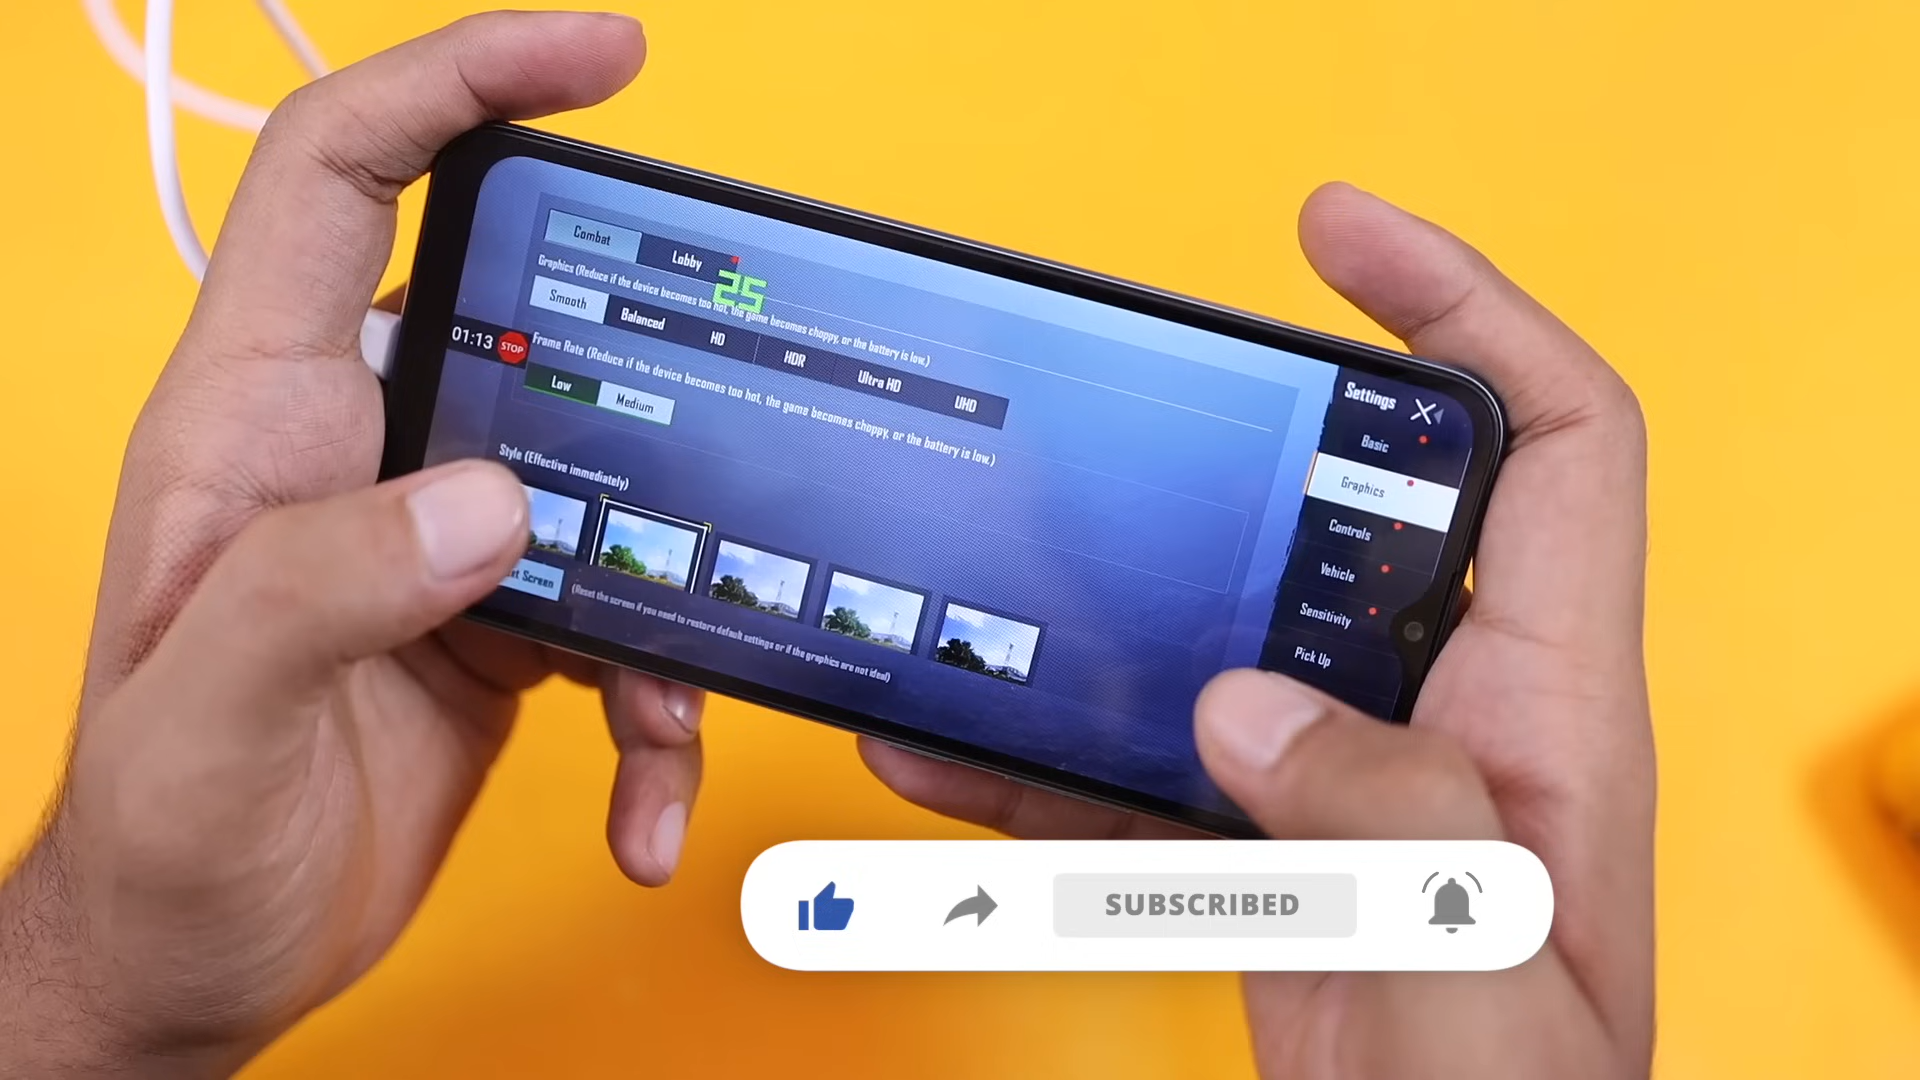 Combat
Lobby
25
Graphics (Reduce if the device becomes too hot, the game becomes choppy, or the battery is low.)
Smooth
Balanced
HD
HDR
Ultra HD
UHD
01:13
STOP
Frame Rate (Reduce if the device becomes too hot, the game becomes choppy, or the battery is low.)
Low
Medium
Style (Effective immediately)
Screen
(Reset the screen if you need to restore default settings or if the graphics are not ideal)
Settings
Basic
Graphics
Controls
Vehicle
Sensitivity
Pick Up
SUBSCRIBED